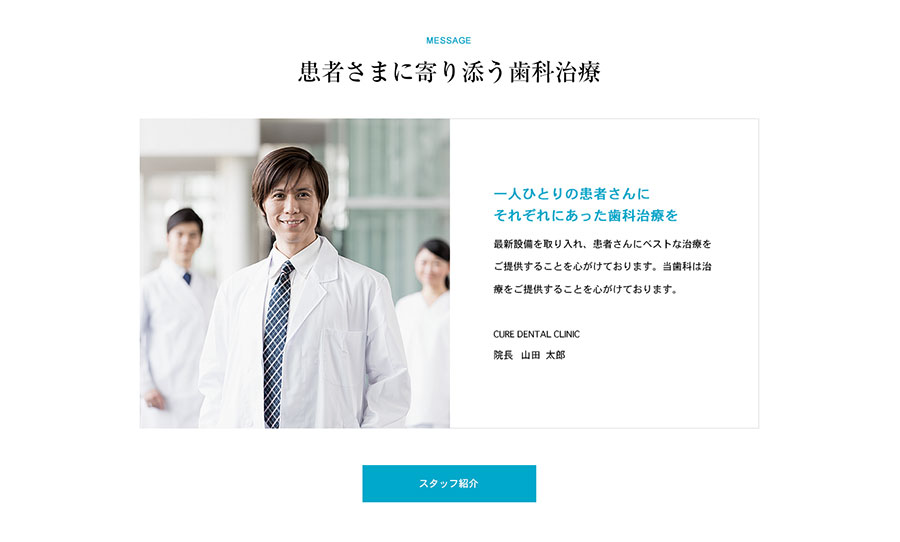 MESSAGE
患者さまに寄り添う歯科治療
一人ひとりの患者さんに
それぞれにあった歯科治療を
最新設備を取り入れ、患者さんにベストな治療を
ご提供することを心がけております。当歯科は治
療をご提供することを心がけております。
CURE DENTAL CLINIC
院長 山田 太郎
スタッフ紹介